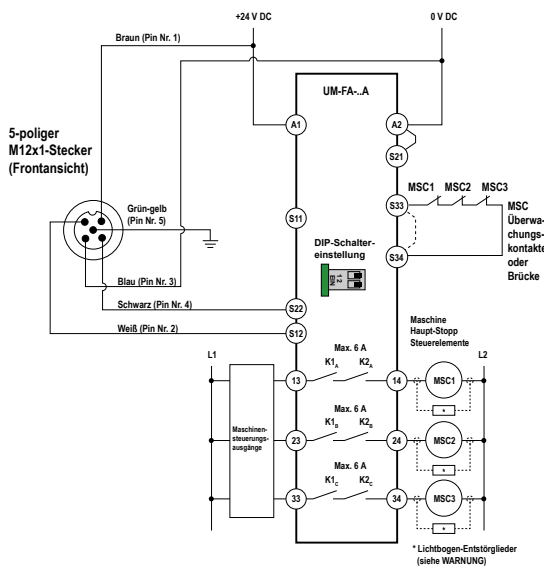 +24 V DC
0 V DC
Braun (Pin Nr. 1)
UM-FA-..A
A1
A2
S21
5-poliger
M12x1-Stecker
(Frontansicht)
Grün-gelb
(Pin Nr. 5)
S11
S33
MSC1 MSC2 MSC3
MSC
Überwa-
chungs-
kontakte
oder
Brücke
DIP-Schalter-
einstellung
1 2
EIN
S34
Blau (Pin Nr. 3)
Schwarz (Pin Nr. 4)
S22
Weiß (Pin Nr. 2)
S12
Maschine
Haupt-Stopp
Steuerelemente
L1
L2
Max. 6 A
K1A K2A
13
14
MSC1
*
Maschinen-
steuerungs-
ausgänge
Max. 6 A
K1B K2B
23
24
MSC2
*
Max. 6 A
K1C K2C
33
34
MSC3
*
* Lichtbogen-Entstörglieder
(siehe WARNUNG)